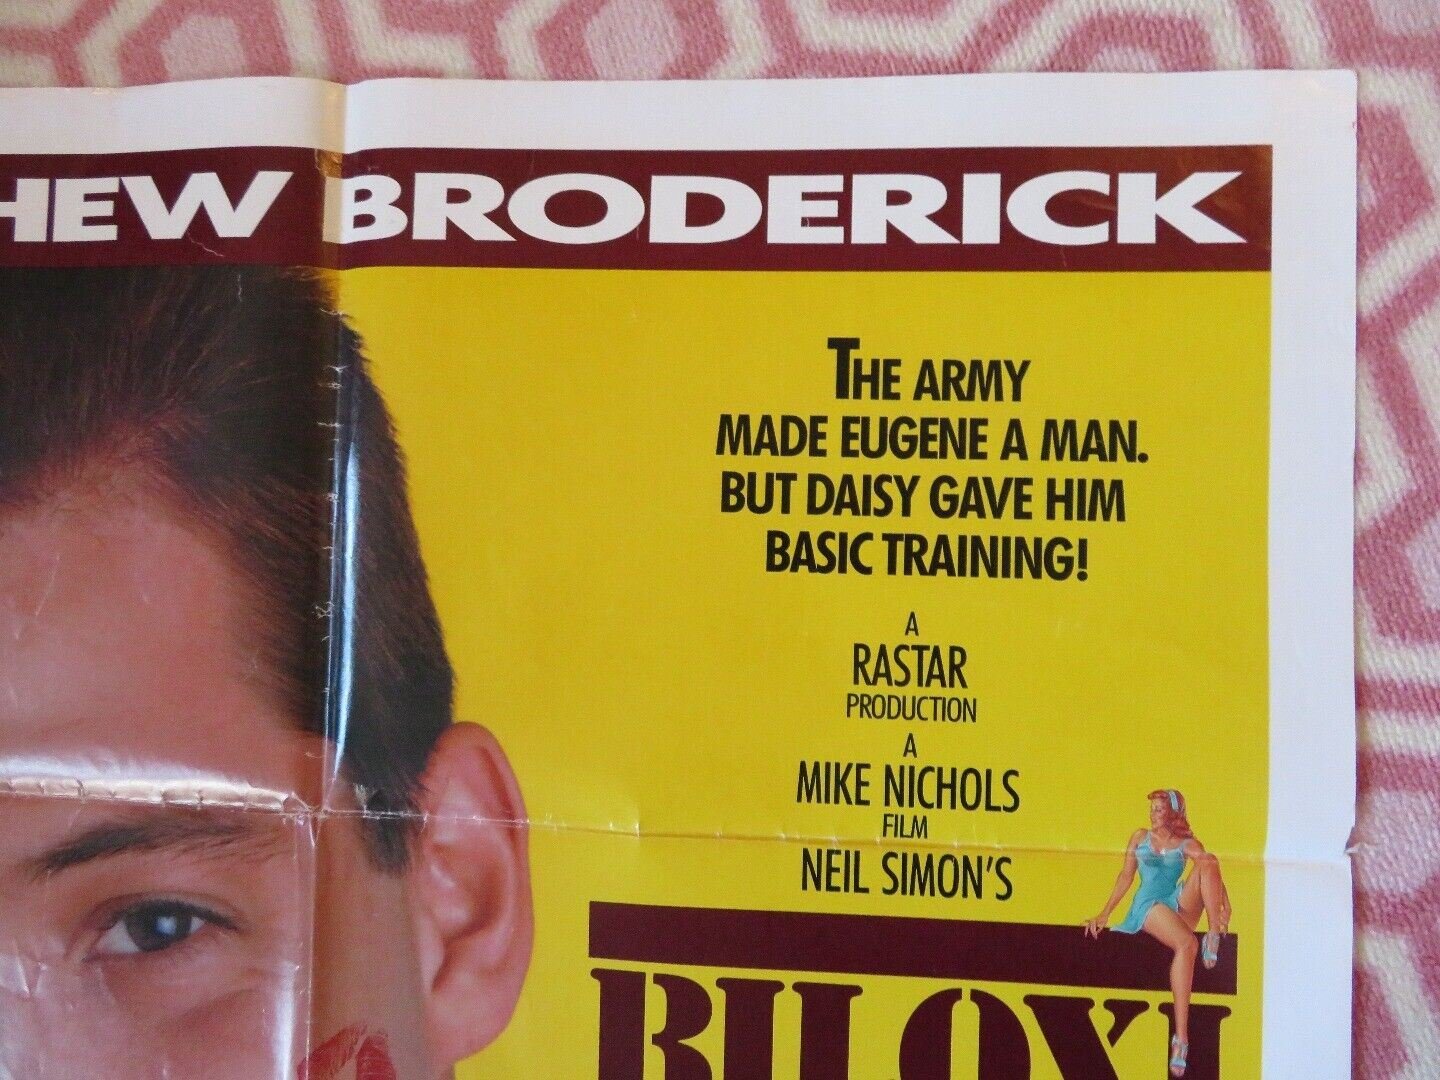 HEW BRODERICK
THE ARMY
MADE EUGENE A MAN.
BUT DAISY GAVE HIM
BASIC TRAINING!
A
RASTAR
PRODUCTION
A
MIKE NICHOLS
FILM
NEIL SIMON'S
BILOXI